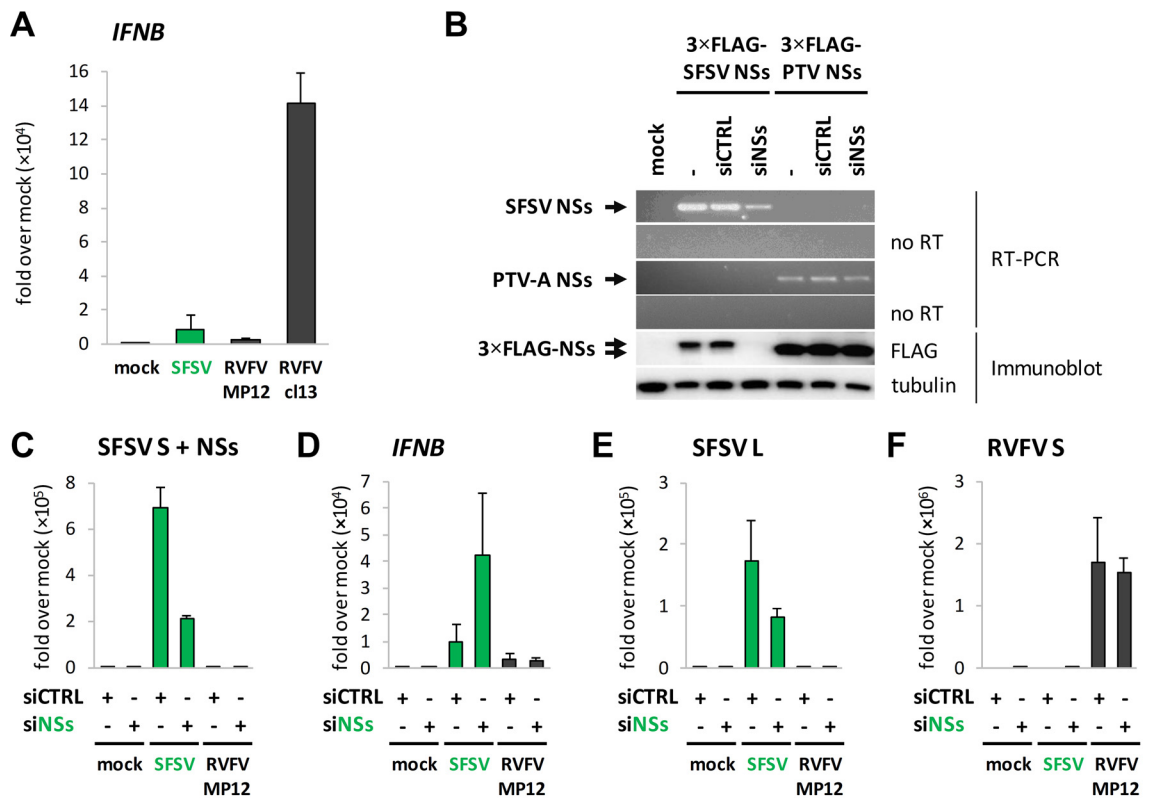 A
IFNB
fold over mock (×10⁴)
16
14
12
10
8
6
4
2
0
mock SFSV RVFV RVFV
MP12 cl13
B
3×FLAG- 3×FLAG-
SFSV NSs PTV NSs
mock - siCTRL siNSs - siCTRL siNSs
SFSV NSs
no RT
PTV-A NSs
no RT
RT-PCR
3×FLAG-NSs
FLAG
tubulin
Immunoblot
C
SFSV S + NSs
fold over mock (×10⁵)
8
6
4
2
0
siCTRL + - + - + -
siNSs - + - + - +
mock SFSV RVFV
MP12
D
IFNB
fold over mock (×10⁴)
7
6
5
4
3
2
1
0
siCTRL + - + - + -
siNSs - + - + - +
mock SFSV RVFV
MP12
E
SFSV L
fold over mock (×10⁵)
3
2
1
0
siCTRL + - + - + -
siNSs - + - + - +
mock SFSV RVFV
MP12
F
RVFV S
fold over mock (×10⁶)
3
2
1
0
siCTRL + - + - + -
siNSs - + - + - +
mock SFSV RVFV
MP12